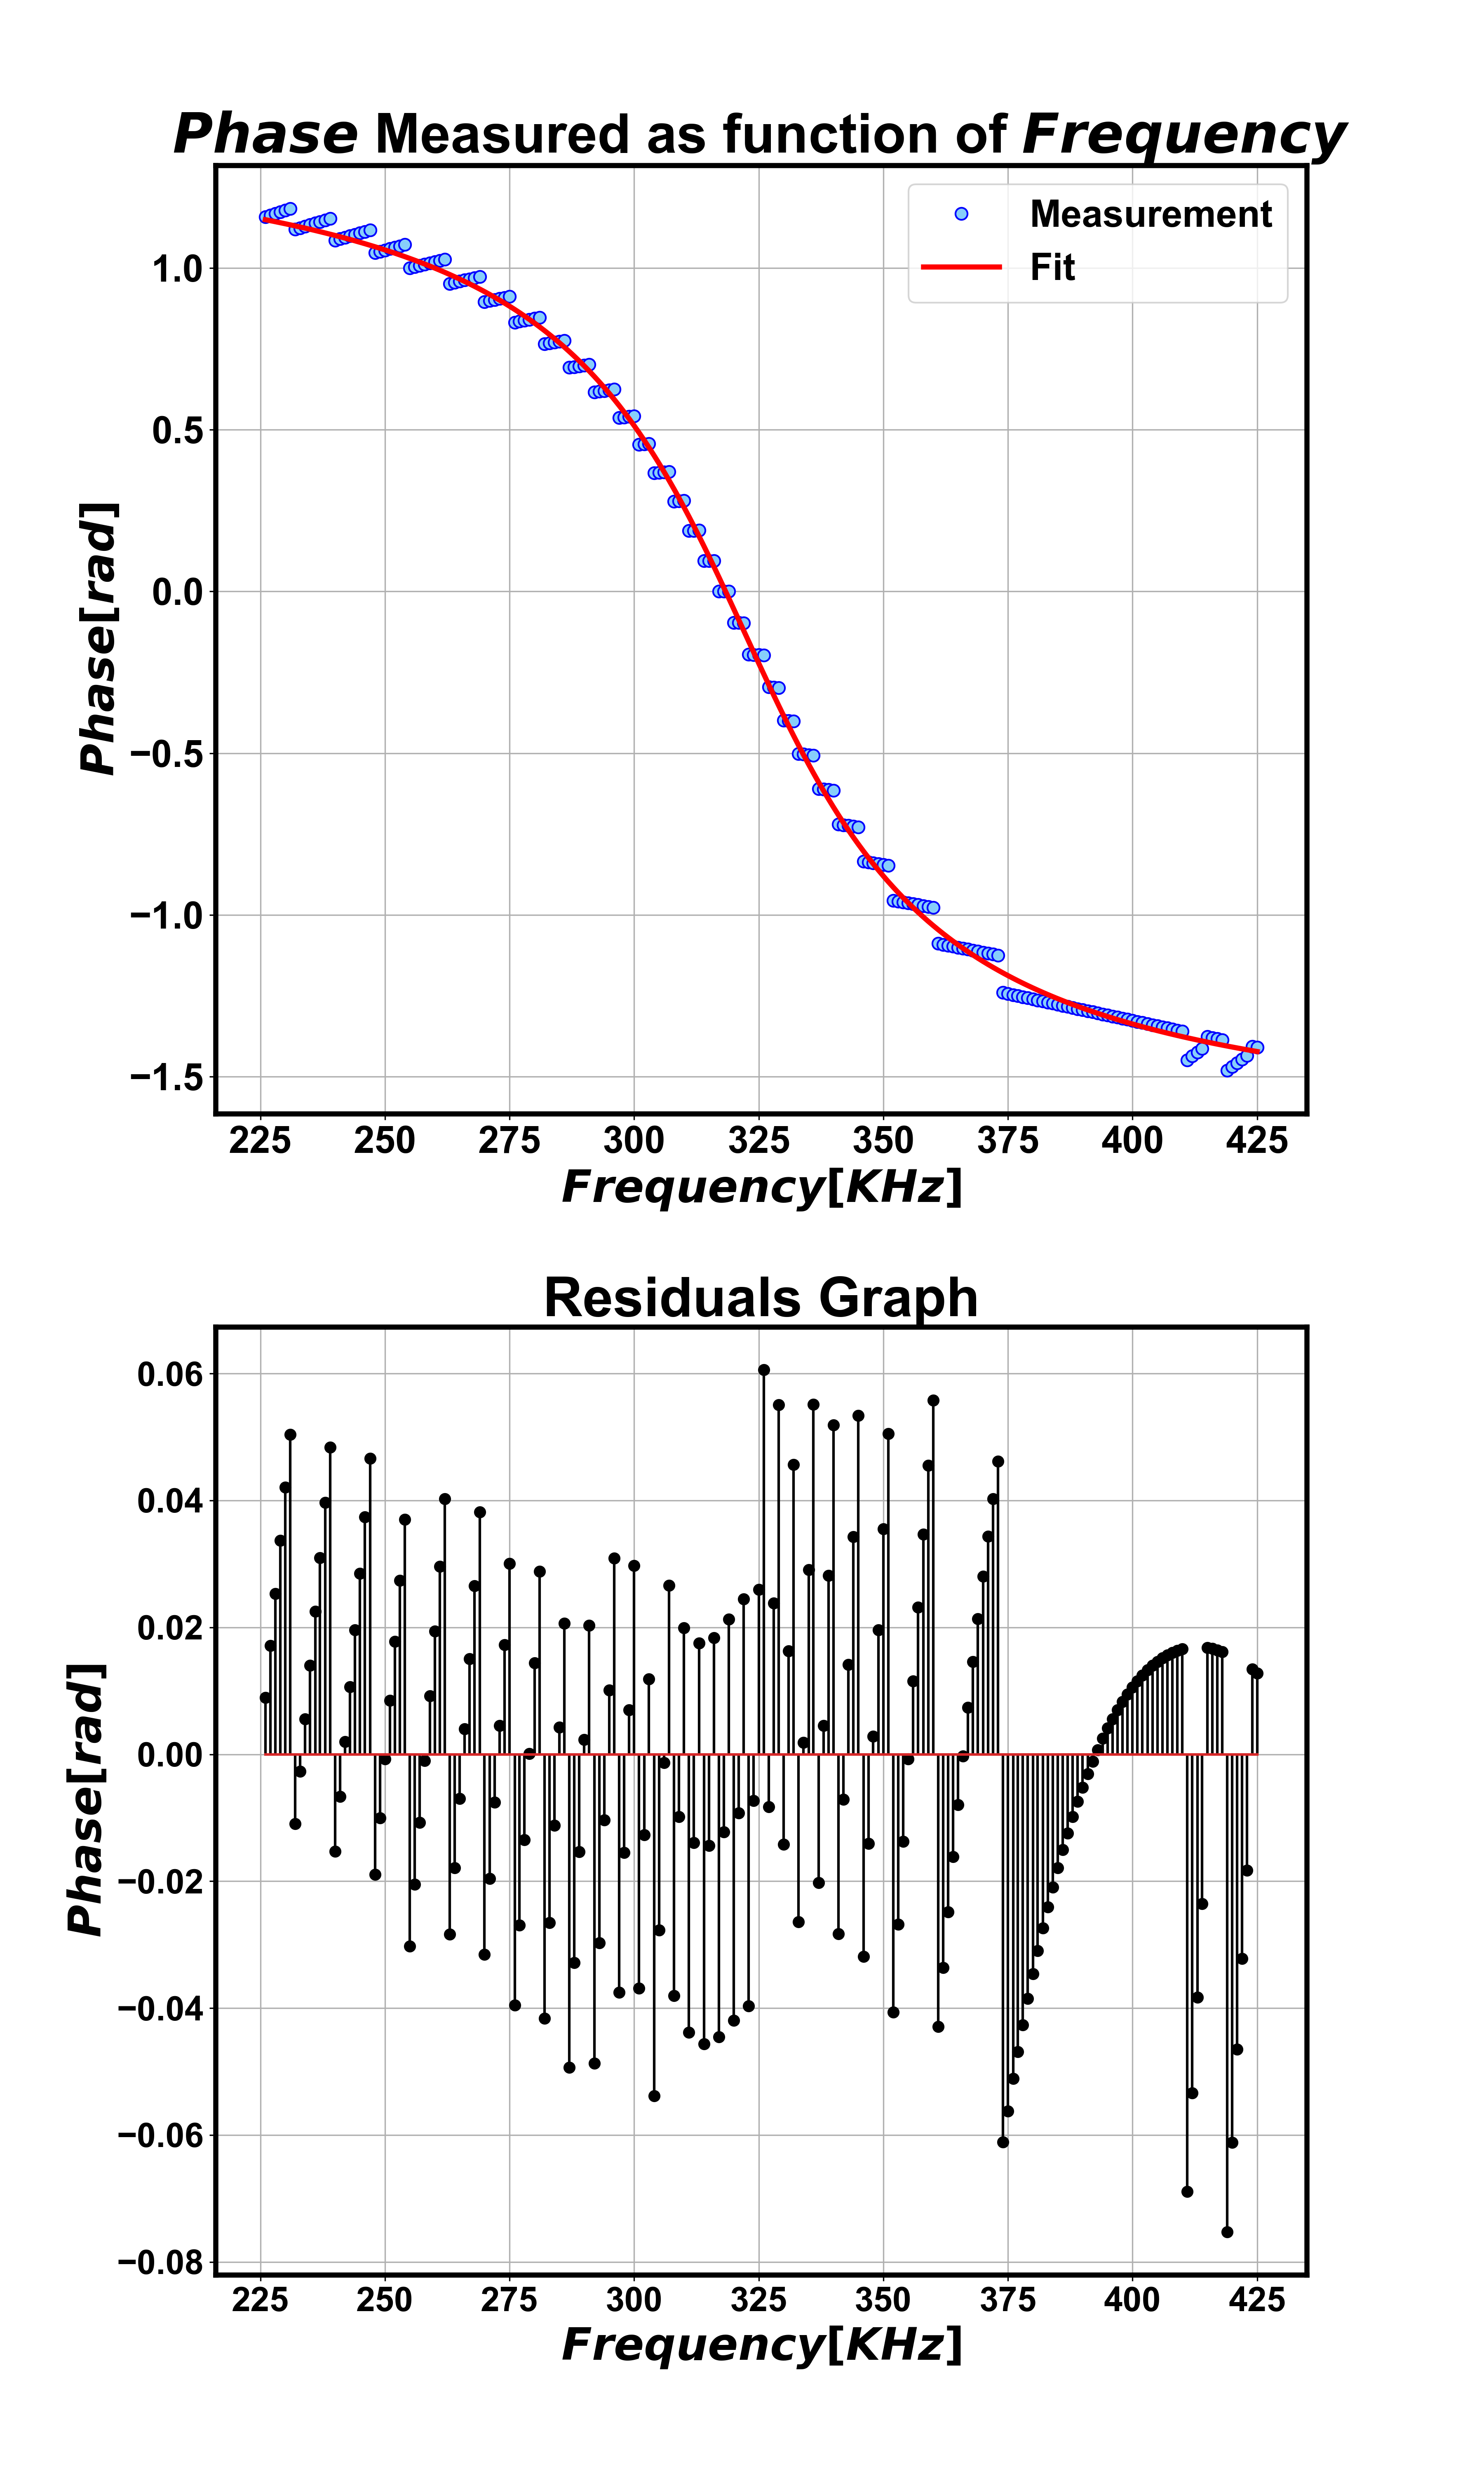 Phase Measured as function of Frequency
Measurement
Fit
1.0
0.5
0.0
−0.5
−1.0
−1.5
Phase[rad]
225 250 275 300 325 350 375 400 425
Frequency[KHz]
Residuals Graph
0.06
0.04
0.02
0.00
−0.02
−0.04
−0.06
−0.08
Phase[rad]
225 250 275 300 325 350 375 400 425
Frequency[KHz]